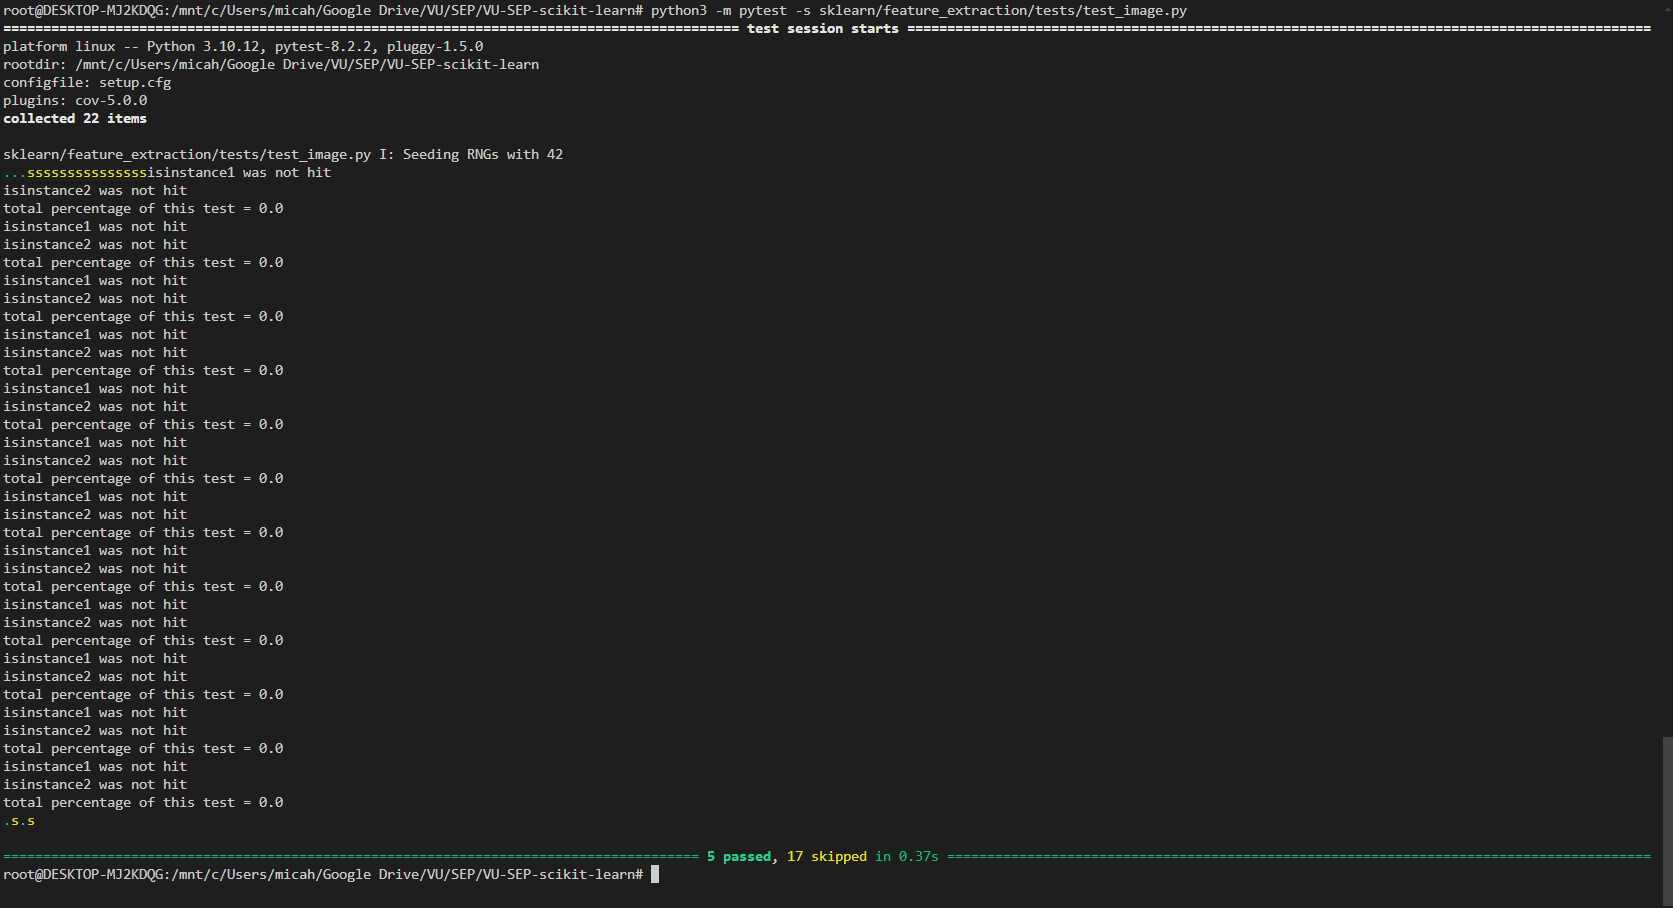 root@DESKTOP-MJ2KDQG:/mnt/c/Users/micah/Google Drive/VU/SEP/VU-SEP-scikit-learn# python3 -m pytest -s sklearn/feature_extraction/tests/test_image.py
============================================================================================ test session starts =============================================================================================
platform linux -- Python 3.10.12, pytest-8.2.2, pluggy-1.5.0
rootdir: /mnt/c/Users/micah/Google Drive/VU/SEP/VU-SEP-scikit-learn
configfile: setup.cfg
plugins: cov-5.0.0
collected 22 items
sklearn/feature_extraction/tests/test_image.py I: Seeding RNGs with 42
...sssssssssssssssisinstance1 was not hit
isinstance2 was not hit
total percentage of this test = 0.0
isinstance1 was not hit
isinstance2 was not hit
total percentage of this test = 0.0
isinstance1 was not hit
isinstance2 was not hit
total percentage of this test = 0.0
isinstance1 was not hit
isinstance2 was not hit
total percentage of this test = 0.0
isinstance1 was not hit
isinstance2 was not hit
total percentage of this test = 0.0
isinstance1 was not hit
isinstance2 was not hit
total percentage of this test = 0.0
isinstance1 was not hit
isinstance2 was not hit
total percentage of this test = 0.0
isinstance1 was not hit
isinstance2 was not hit
total percentage of this test = 0.0
isinstance1 was not hit
isinstance2 was not hit
total percentage of this test = 0.0
isinstance1 was not hit
isinstance2 was not hit
total percentage of this test = 0.0
isinstance1 was not hit
isinstance2 was not hit
total percentage of this test = 0.0
isinstance1 was not hit
isinstance2 was not hit
total percentage of this test = 0.0
.s.s
======================================================================================= 5 passed, 17 skipped in 0.37s ========================================================================================
root@DESKTOP-MJ2KDQG:/mnt/c/Users/micah/Google Drive/VU/SEP/VU-SEP-scikit-learn#